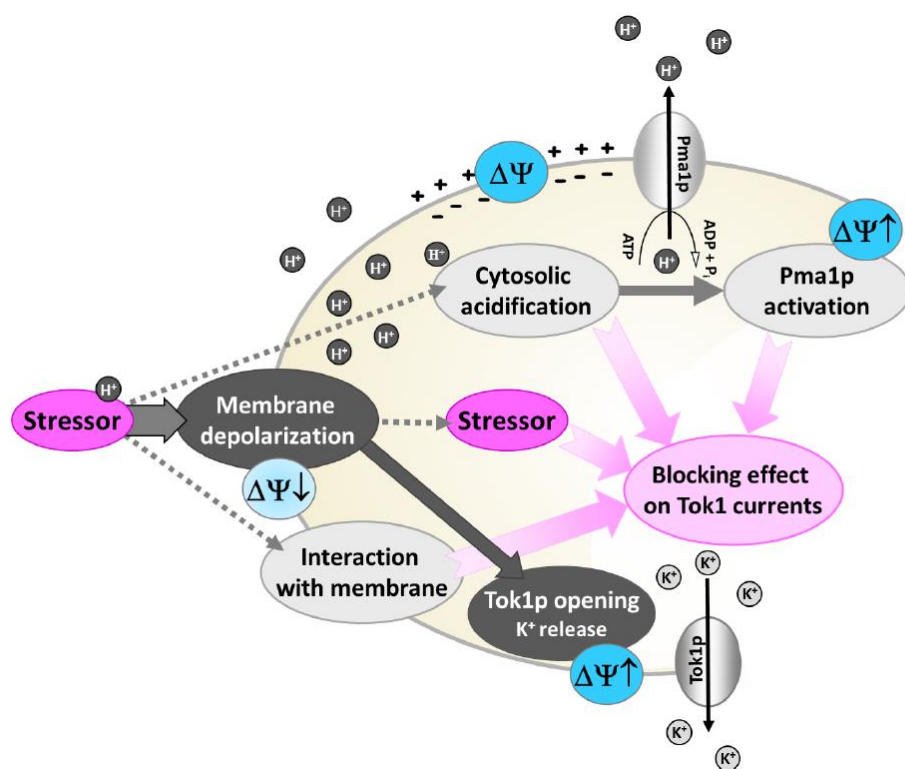 H⁺
H⁺
H⁺
H⁺
Pma1p
+ + + + + + +
ΔΨ
- - - - - - -
H⁺
H⁺
H⁺
H⁺
H⁺
H⁺
H⁺
ATP
H⁺
ADP + Pᵢ
ΔΨ↑
Cytosolic
acidification
Pma1p
activation
H⁺
Stressor
Membrane
depolarization
Stressor
ΔΨ↓
Blocking effect
on Tok1 currents
Interaction
with membrane
Tok1p opening
K⁺ release
ΔΨ↑
K⁺
K⁺
K⁺
Tok1p
K⁺
K⁺